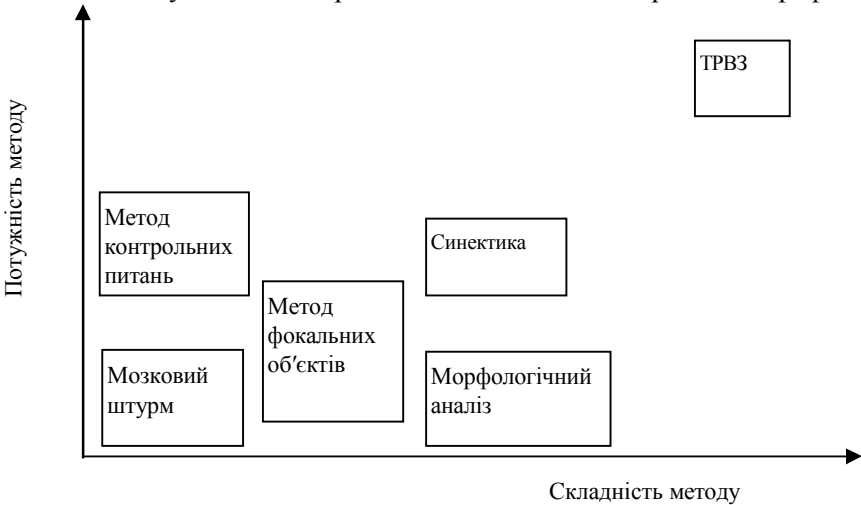 ТРВЗ
Потужність методу
Метод
контрольних
питань
Синектика
Метод
фокальних
об'єктів
Мозковий
штурм
Морфологічний
аналіз
Складність методу